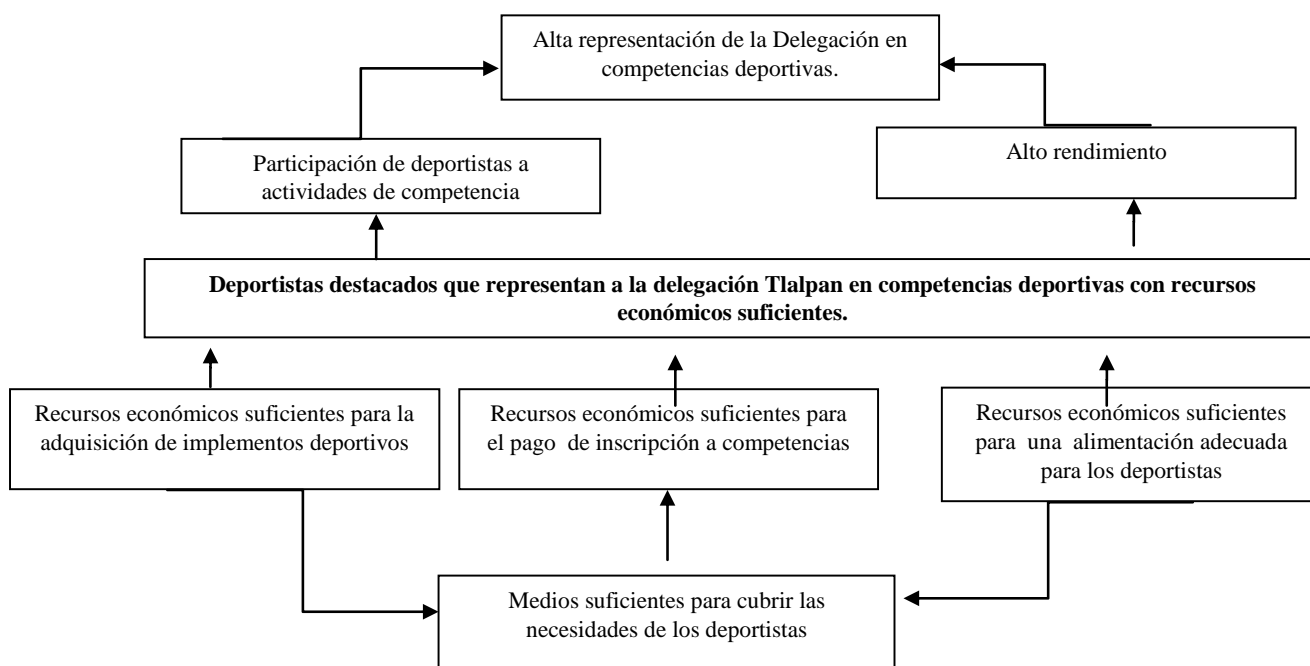 Alta representación de la Delegación en
competencias deportivas.
Participación de deportistas a
actividades de competencia
Alto rendimiento
Deportistas destacados que representan a la delegación Tlalpan en competencias deportivas con recursos
económicos suficientes.
Recursos económicos suficientes para la
adquisición de implementos deportivos
Recursos económicos suficientes para
el pago de inscripción a competencias
Recursos económicos suficientes
para una alimentación adecuada
para los deportistas
Medios suficientes para cubrir las
necesidades de los deportistas